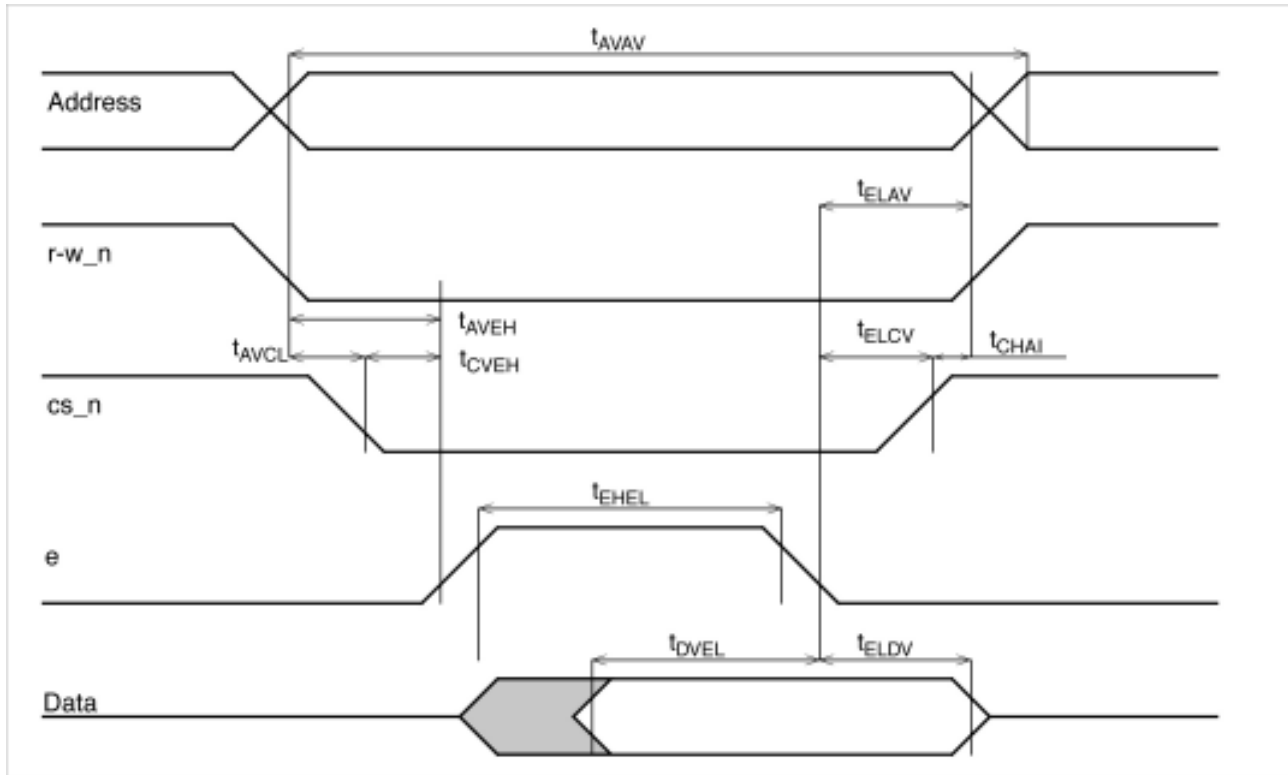 tAVAV
Address
tELAV
r-w_n
tAVEH
tELCV
tCHAI
tAVCL
tCVEH
cs_n
tEHEL
e
tDVEL
tELDV
Data